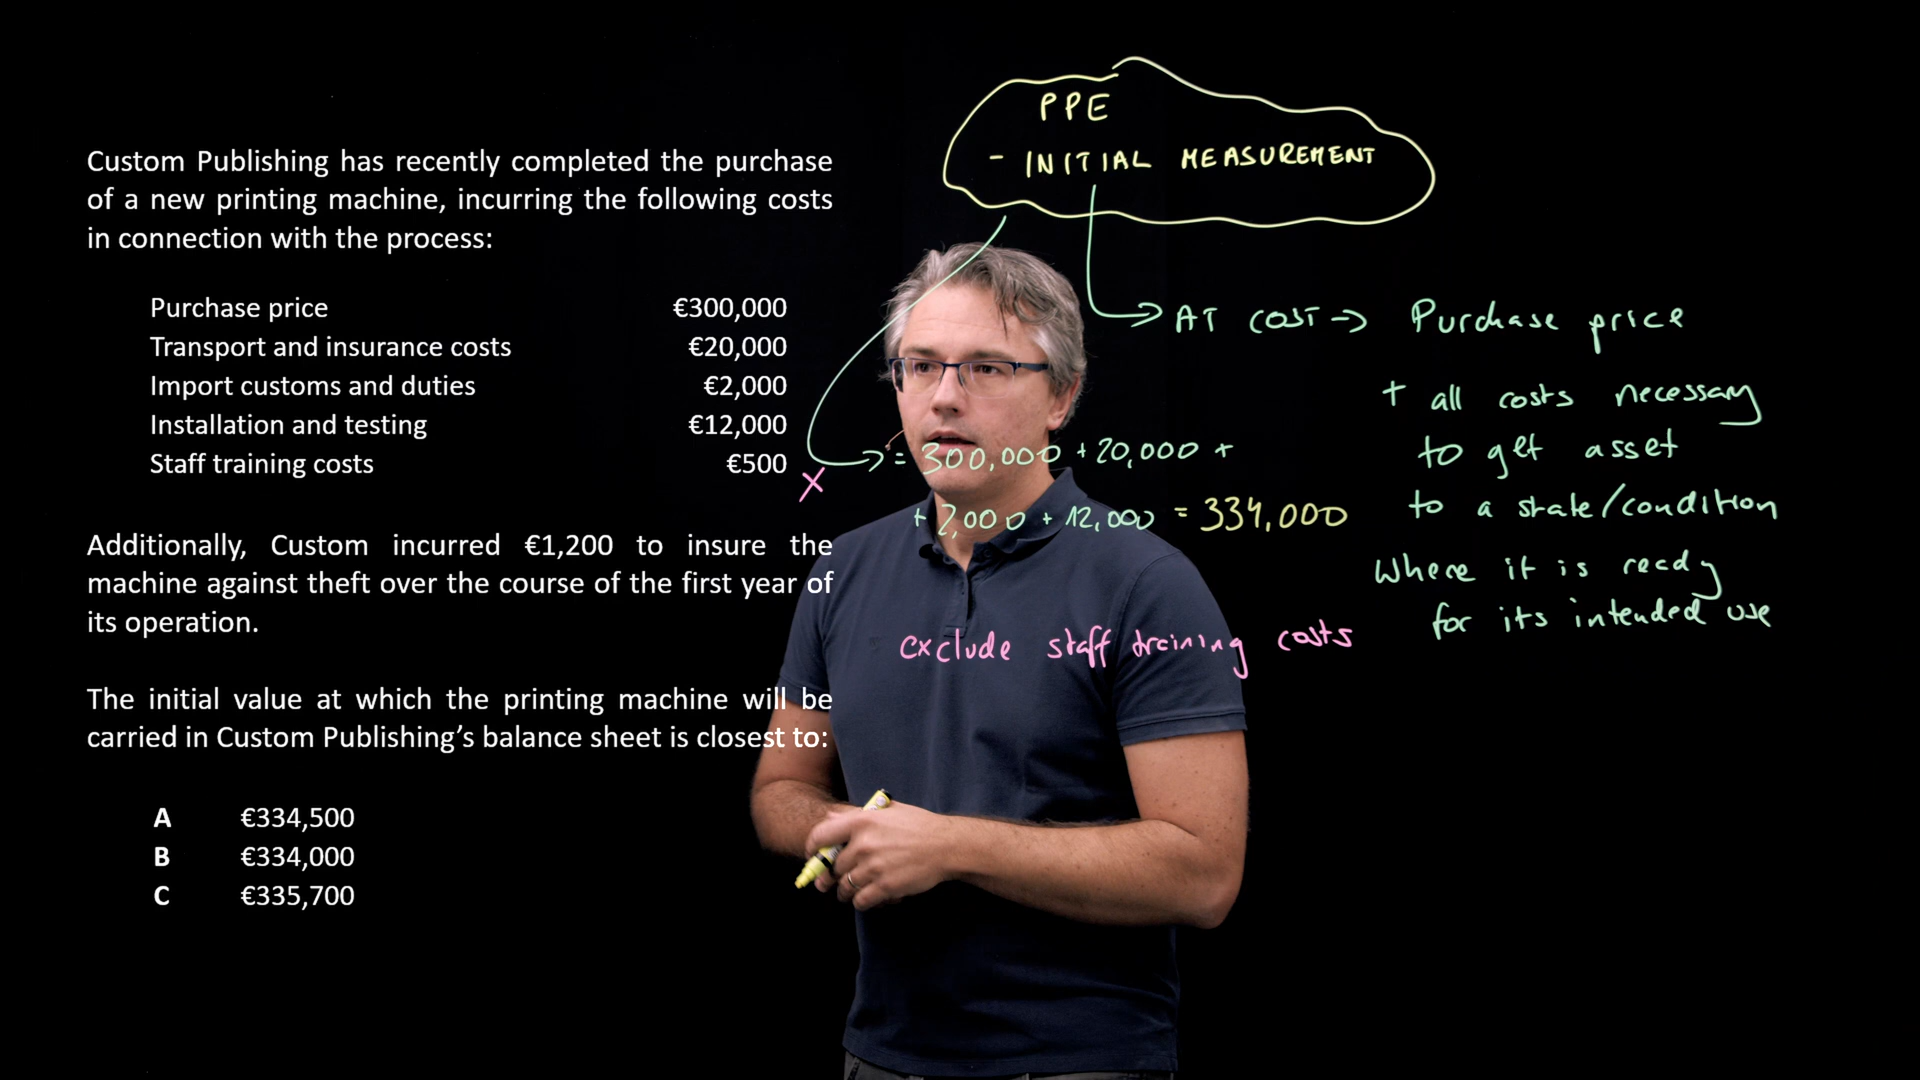 Custom Publishing has recently completed the purchase
of a new printing machine, incurring the following costs
in connection with the process:
Purchase price €300,000
Transport and insurance costs €20,000
Import customs and duties €2,000
Installation and testing €12,000
Staff training costs €500
X
Additionally, Custom incurred €1,200 to insure the
machine against theft over the course of the first year of
its operation.
The initial value at which the printing machine will be
carried in Custom Publishing’s balance sheet is closest to:
A €334,500
B €334,000
C €335,700
PPE
- INITIAL MEASUREMENT
AT COST → Purchase price
+ all costs necessary
to get asset
to a state/condition
where it is ready
for its intended use
= 300,000 + 20,000 +
+ 2,000 + 12,000 = 334,000
exclude staff training costs